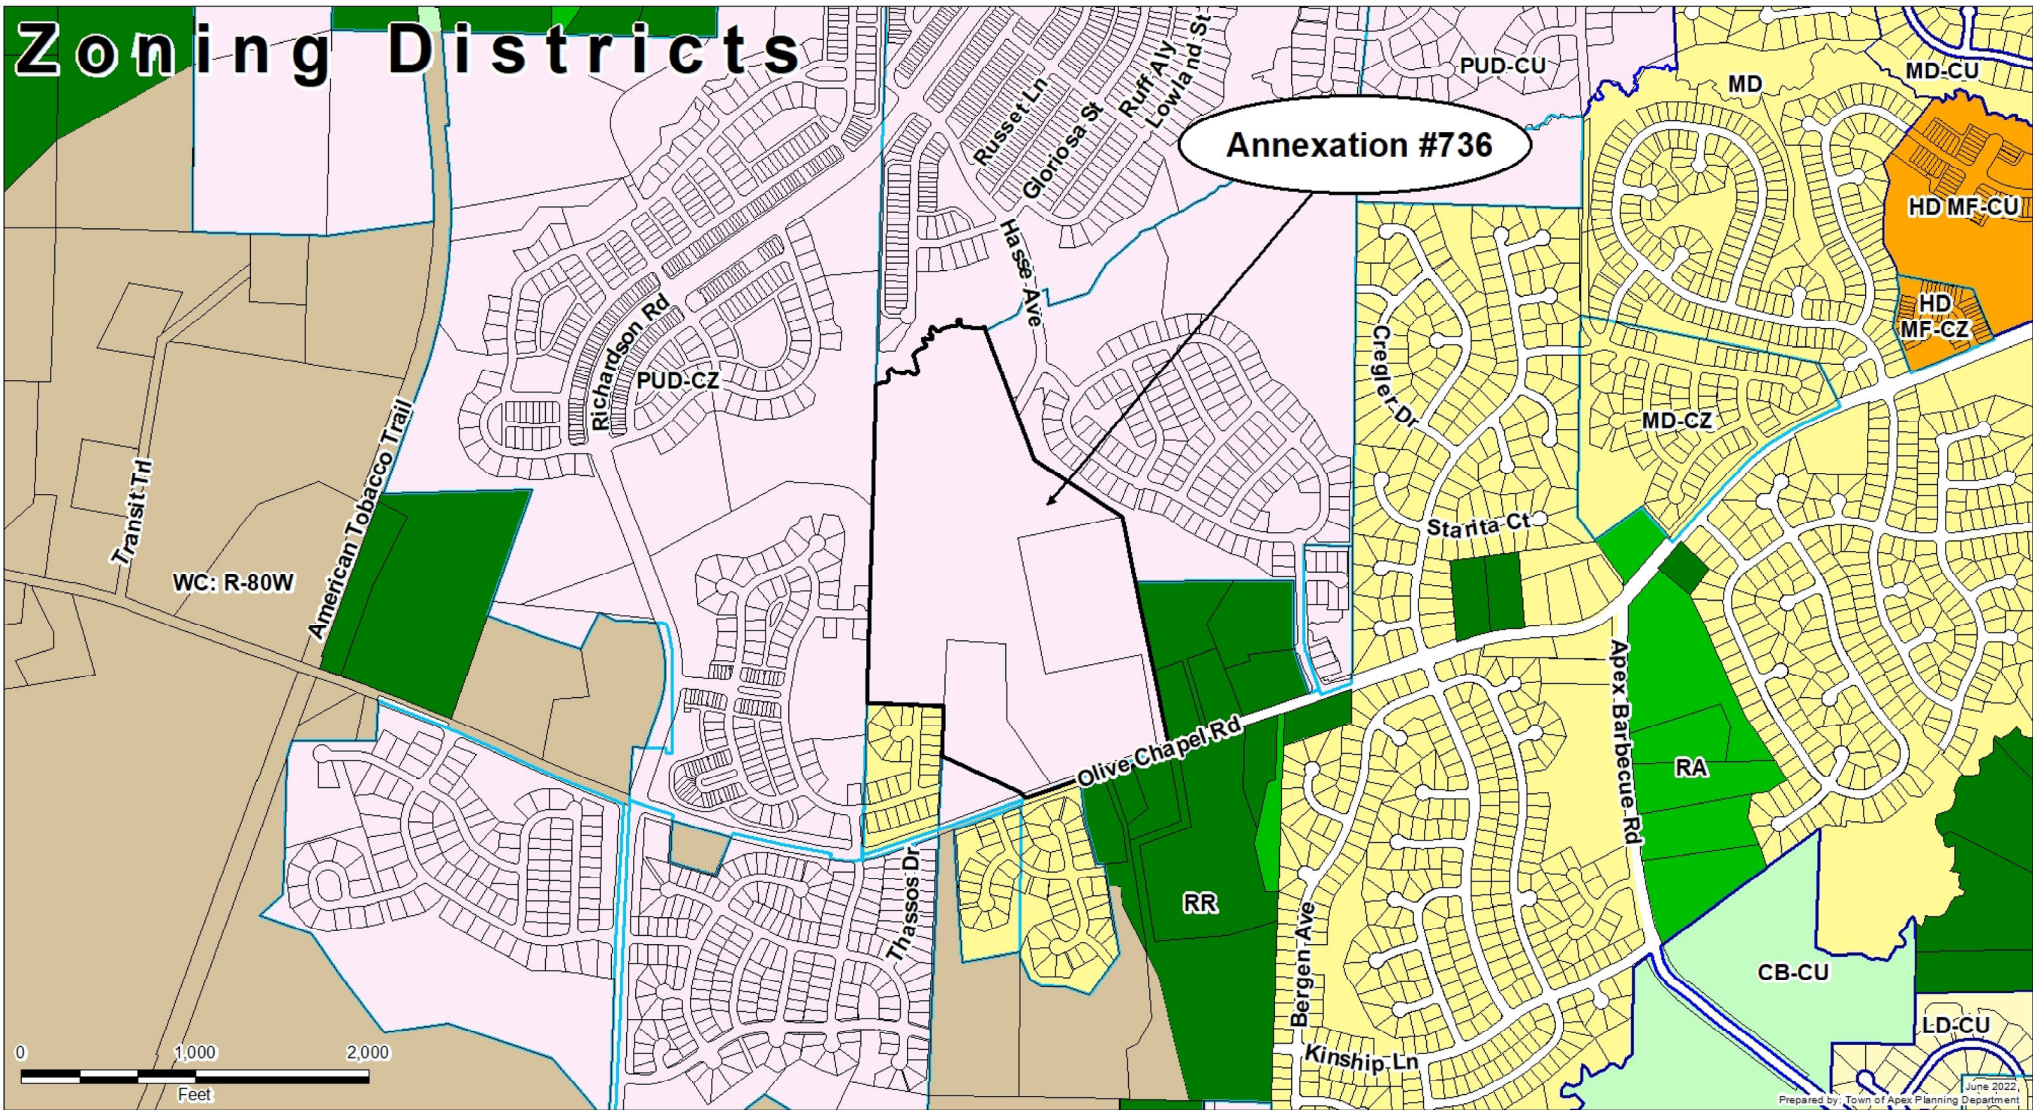 Zoning Districts
PUD-CU
MD
MD-CU
Russet Ln
Gloriosa St
Ruff Aly
Lowland St
Annexation #736
HD MF-CU
HD
MF-CZ
Hasse Ave
Richardson Rd
PUD-CZ
Cregler Dr
MD-CZ
American Tobacco Trail
Transit Trl
Starita Ct
WC: R-80W
Olive Chapel Rd
Apex Barbecue Rd
RA
Thassos Dr
RR
Bergen Ave
CB-CU
LD-CU
Kinship Ln
0 1,000 2,000
Feet
June 2022,
Prepared by: Town of Apex Planning Department